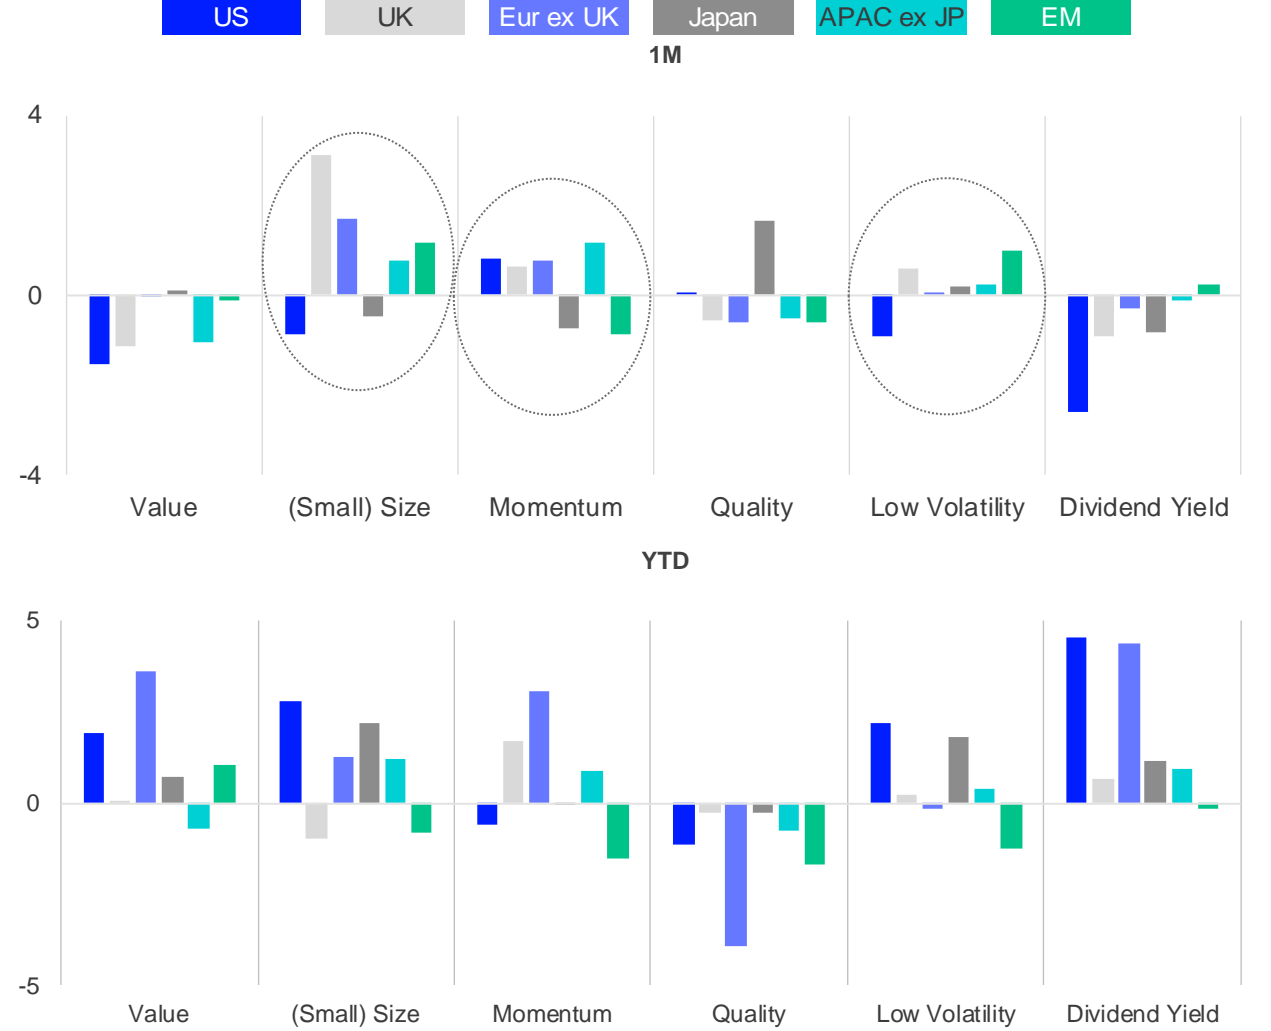 US UK Eur ex UK Japan APAC ex JP EM
1M
4
0
-4
Value (Small) Size Momentum Quality Low Volatility Dividend Yield
YTD
5
0
-5
Value (Small) Size Momentum Quality Low Volatility Dividend Yield